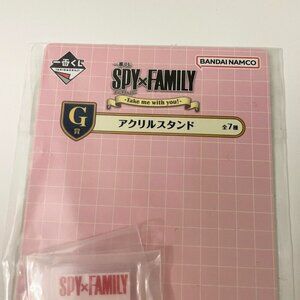 一番くじ
BANDAI NAMCO
SPY×FAMILY
・Take me with you!・
G
賞
アクリルスタンド
全7種
SPY×FAMILY